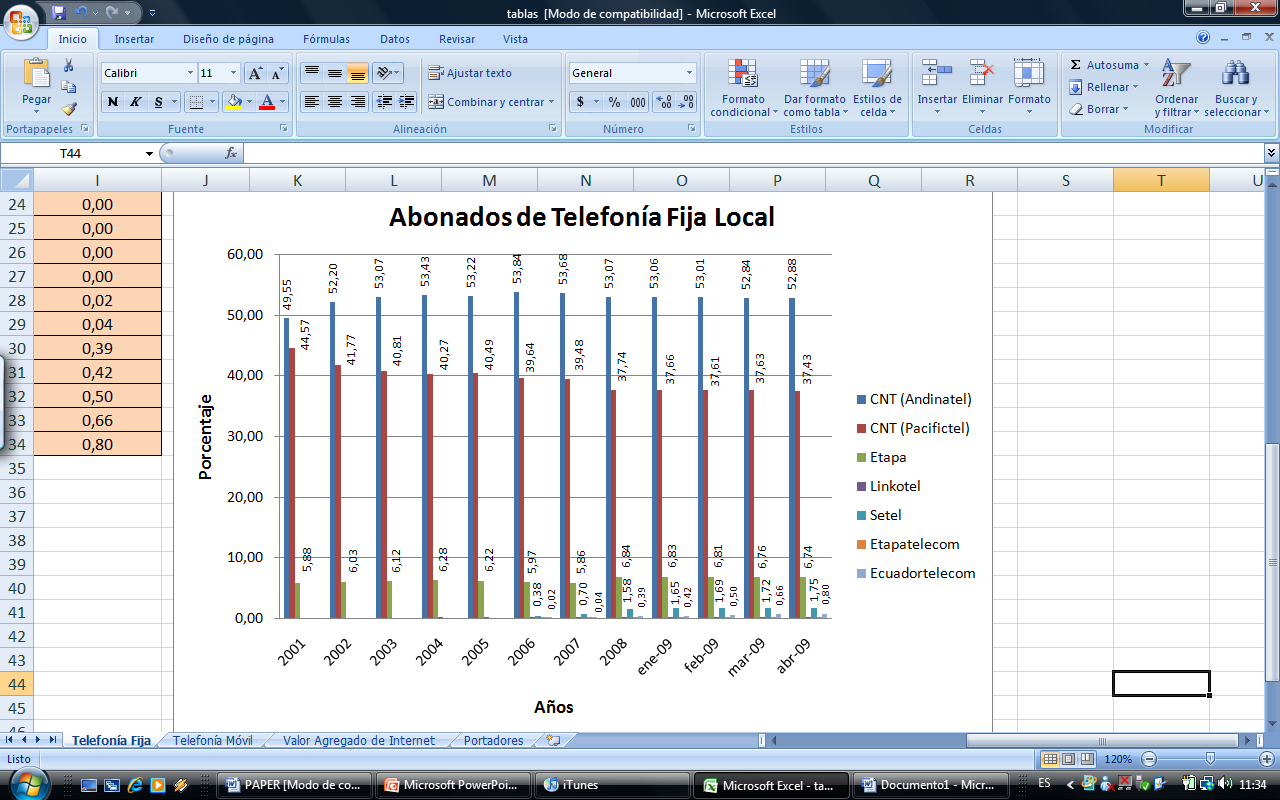 tablas [Modo de compatibilidad] - Microsoft Excel
Inicio Insertar Diseño de página Fórmulas Datos Revisar Vista
Pegar
Calibri 11
N K S
Ajustar texto
Combinar y centrar
General
$ % 000
Formato condicional
Dar formato como tabla
Estilos de celda
Insertar Eliminar Formato
Autosuma
Rellenar
Borrar
Ordenar y filtrar
Buscar y seleccionar
Portapapeles Fuente Alineación Número Estilos Celdas Modificar
T44 fx
I J K L M N O P Q R S T U
24 0,00
25 0,00
26 0,00
27 0,00
28 0,02
29 0,04
30 0,39
31 0,42
32 0,50
33 0,66
34 0,80
35
36
37
38
39
40
41
42
43
44
45
46
Abonados de Telefonía Fija Local
Porcentaje
60,00
50,00
40,00
30,00
20,00
10,00
0,00
49,55 44,57 5,88
52,20 41,77 6,03
53,07 40,81 6,12
53,43 40,27 6,28
53,22 40,49 6,22
53,84 39,64 5,97 0,38 0,02
53,68 39,48 5,86 0,70 0,04
53,07 37,74 6,84 1,58 0,39
53,06 37,66 6,83 1,65 0,42
53,01 37,61 6,81 1,69 0,50
52,84 37,63 6,76 1,72 0,66
52,88 37,43 6,74 1,75 0,80
2001 2002 2003 2004 2005 2006 2007 2008 ene-09 feb-09 mar-09 abr-09
Años
CNT (Andinatel)
CNT (Pacifictel)
Etapa
Linkotel
Setel
Etapatelecom
Ecuadortelecom
Telefonía Fija Telefonía Móvil Valor Agregado de Internet Portadores
Listo 120%
PAPER [Modo de co... Microsoft PowerPoi... iTunes Microsoft Excel - ta... Documento1 - Micr... ES 11:34